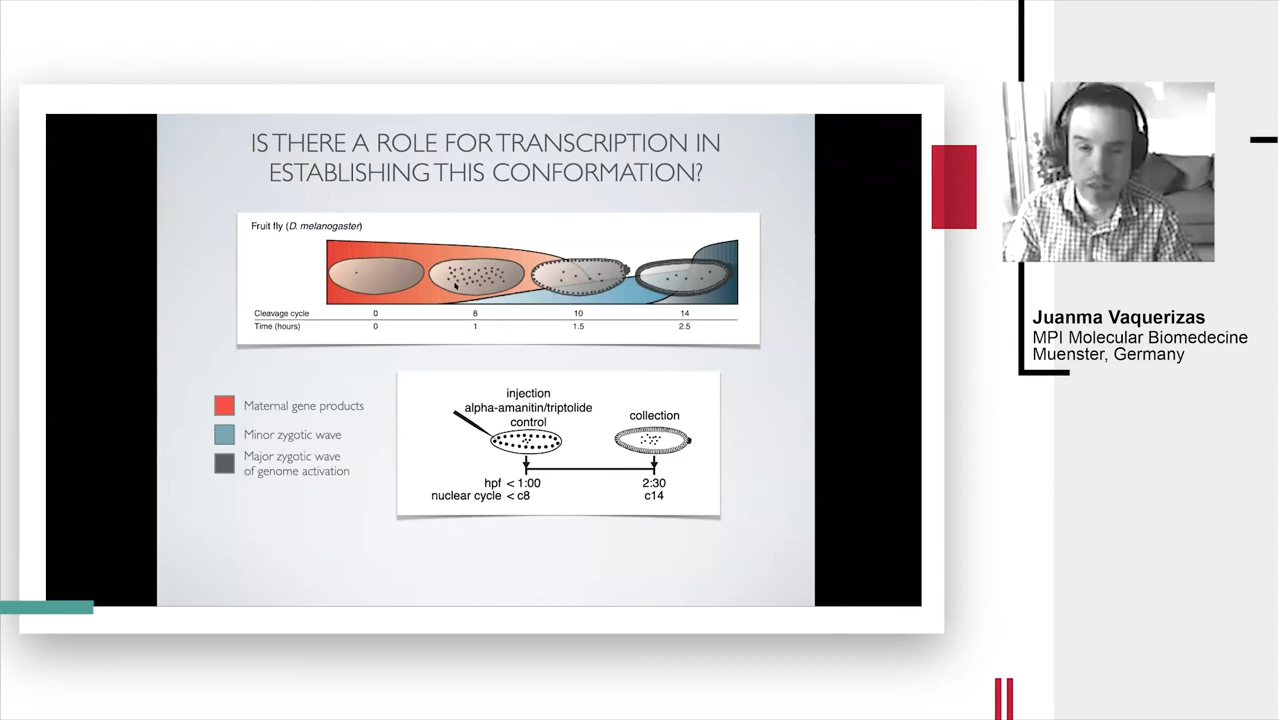 IS THERE A ROLE FOR TRANSCRIPTION IN
ESTABLISHING THIS CONFORMATION?
Fruit fly (D. melanogaster)
Cleavage cycle 0 8 10 14
Time (hours) 0 1 1.5 2.5
Maternal gene products
Minor zygotic wave
Major zygotic wave
of genome activation
injection
alpha-amanitin/triptolide
control
collection
hpf < 1:00 2:30
nuclear cycle < c8 c14
Juanma Vaquerizas
MPI Molecular Biomedecine
Muenster, Germany